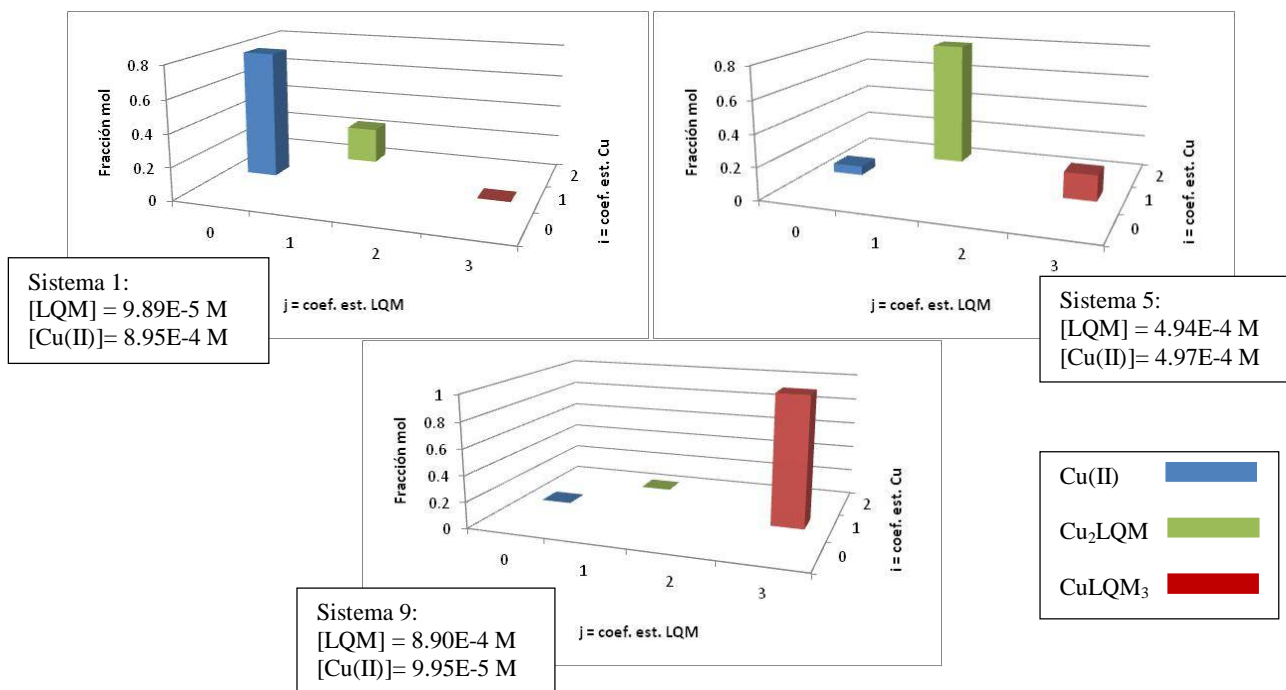 Fracción mol
0.8
0.6
0.4
0.2
0
0
1
2
3
2
1
0
i = coef. est. Cu
j = coef. est. LQM
Sistema 1:
[LQM] = 9.89E-5 M
[Cu(II)]= 8.95E-4 M
Fracción mol
0.8
0.6
0.4
0.2
0
0
1
2
3
2
1
0
i = coef. est. Cu
j = coef. est. LQM
Sistema 5:
[LQM] = 4.94E-4 M
[Cu(II)]= 4.97E-4 M
Fracción mol
1
0.8
0.6
0.4
0.2
0
0
1
2
3
2
1
0
i = coef. est. Cu
j = coef. est. LQM
Sistema 9:
[LQM] = 8.90E-4 M
[Cu(II)]= 9.95E-5 M
Cu(II)
Cu₂LQM
CuLQM₃